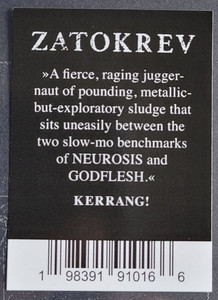 ZATOKREV
»A fierce, raging jugger-
naut of pounding, metallic-
but-exploratory sludge that
sits uneasily between the
two slow-mo benchmarks
of NEUROSIS and
GODFLESH.«
KERRANG!
1 98391 91016 6